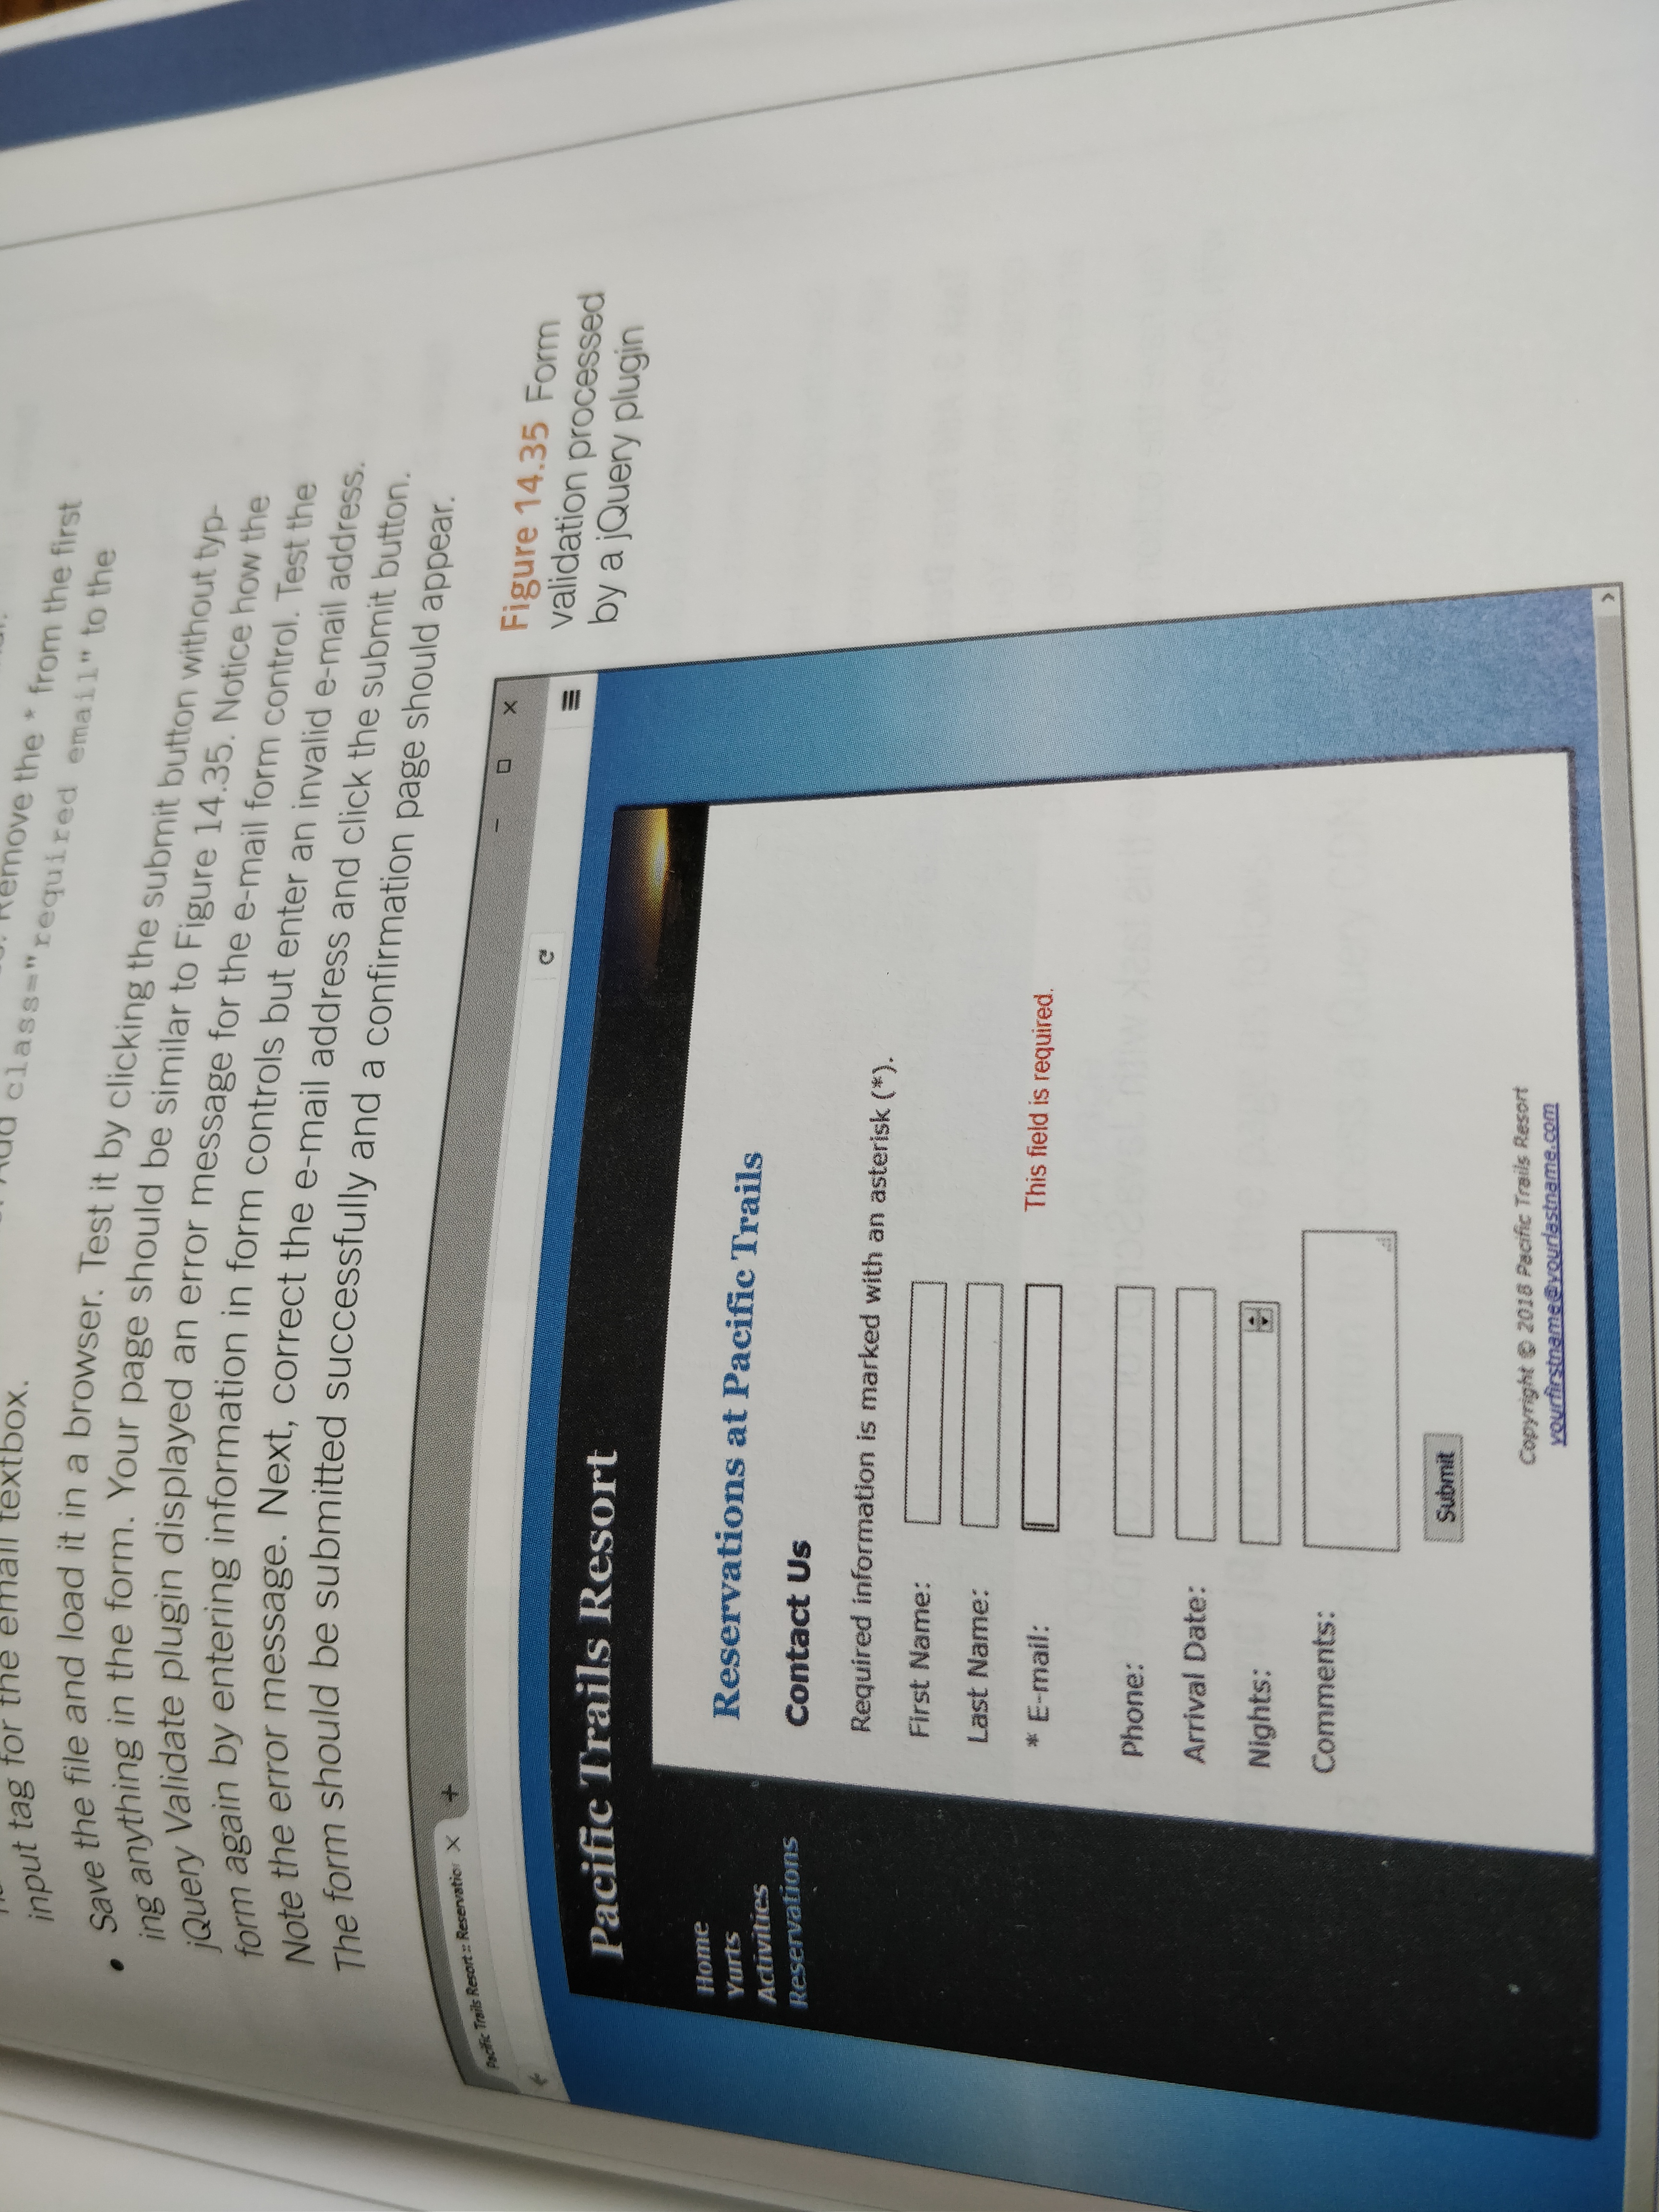 Remove the * from the first
Add class="required email" to the
input tag for the email textbox.
• Save the file and load it in a browser. Test it by clicking the submit button without typ-
ing anything in the form. Your page should be similar to Figure 14.35. Notice how the
jQuery Validate plugin displayed an error message for the e-mail form control. Test the
form again by entering information in form controls but enter an invalid e-mail address.
Note the error message. Next, correct the e-mail address and click the submit button.
The form should be submitted successfully and a confirmation page should appear.
Pacific Trails Resort :: Reservation
Figure 14.35 Form
validation processed
by a jQuery plugin
Pacific Trails Resort
Home
Yurts
Activities
Reservations
Reservations at Pacific Trails
Contact Us
Required information is marked with an asterisk (*).
First Name:
Last Name:
* E-mail:
This field is required.
Phone:
Arrival Date:
Nights:
Comments:
Submit
Copyright © 2018 Pacific Trails Resort
yourfirstname@yourlastname.com